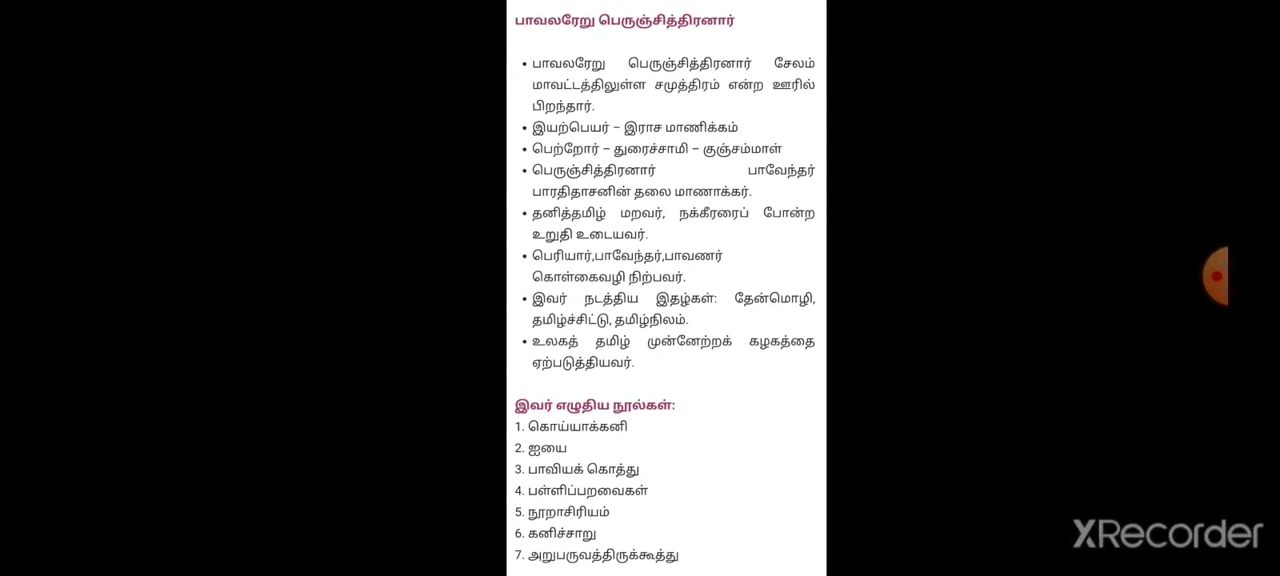 பாவலரேறு பெருஞ்சித்திரனார்
• பாவலரேறு பெருஞ்சித்திரனார் சேலம்
மாவட்டத்திலுள்ள சமுத்திரம் என்ற ஊரில்
பிறந்தார்.
• இயற்பெயர் – இராச மாணிக்கம்
• பெற்றோர் – துரைச்சாமி – குஞ்சம்மாள்
• பெருஞ்சித்திரனார் பாவேந்தர்
பாரதிதாசனின் தலை மாணாக்கர்.
• தனித்தமிழ் மறவர், நக்கீரரைப் போன்ற
உறுதி உடையவர்.
• பெரியார்,பாவேந்தர்,பாவணர்
கொள்கைவழி நிற்பவர்.
• இவர் நடத்திய இதழ்கள்: தேன்மொழி,
தமிழ்ச்சிட்டு, தமிழ்நிலம்.
• உலகத் தமிழ் முன்னேற்றக் கழகத்தை
ஏற்படுத்தியவர்.
இவர் எழுதிய நூல்கள்:
1. கொய்யாக்கனி
2. ஐயை
3. பாவியக் கொத்து
4. பள்ளிப்பறவைகள்
5. நூறாசிரியம்
6. கனிச்சாறு
7. அறுபருவத்திருக்கூத்து
XRecorder